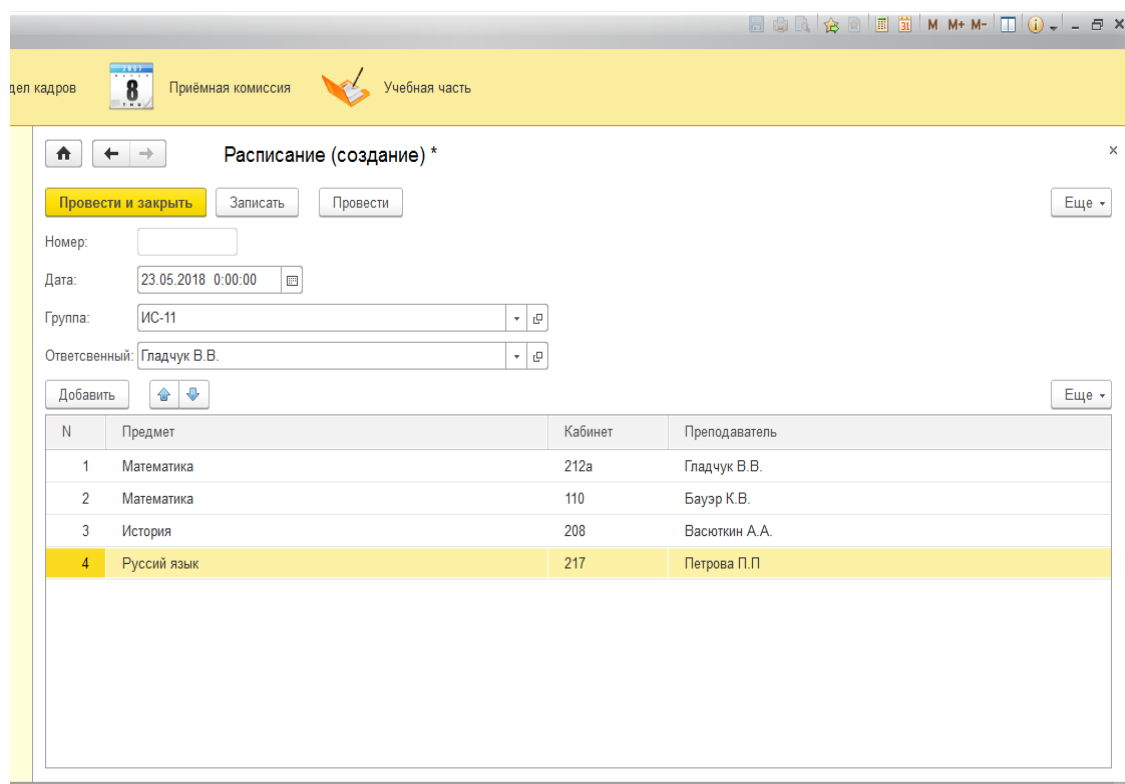 M M+ M-
дел кадров Приёмная комиссия Учебная часть
Расписание (создание) *
Провести и закрыть Записать Провести Еще
Номер:
Дата: 23.05.2018 0:00:00
Группа: ИС-11
Ответсвенный: Гладчук В.В.
Добавить Еще
N Предмет Кабинет Преподаватель
1 Математика 212а Гладчук В.В.
2 Математика 110 Бауэр К.В.
3 История 208 Васюткин А.А.
4 Руссий язык 217 Петрова П.П